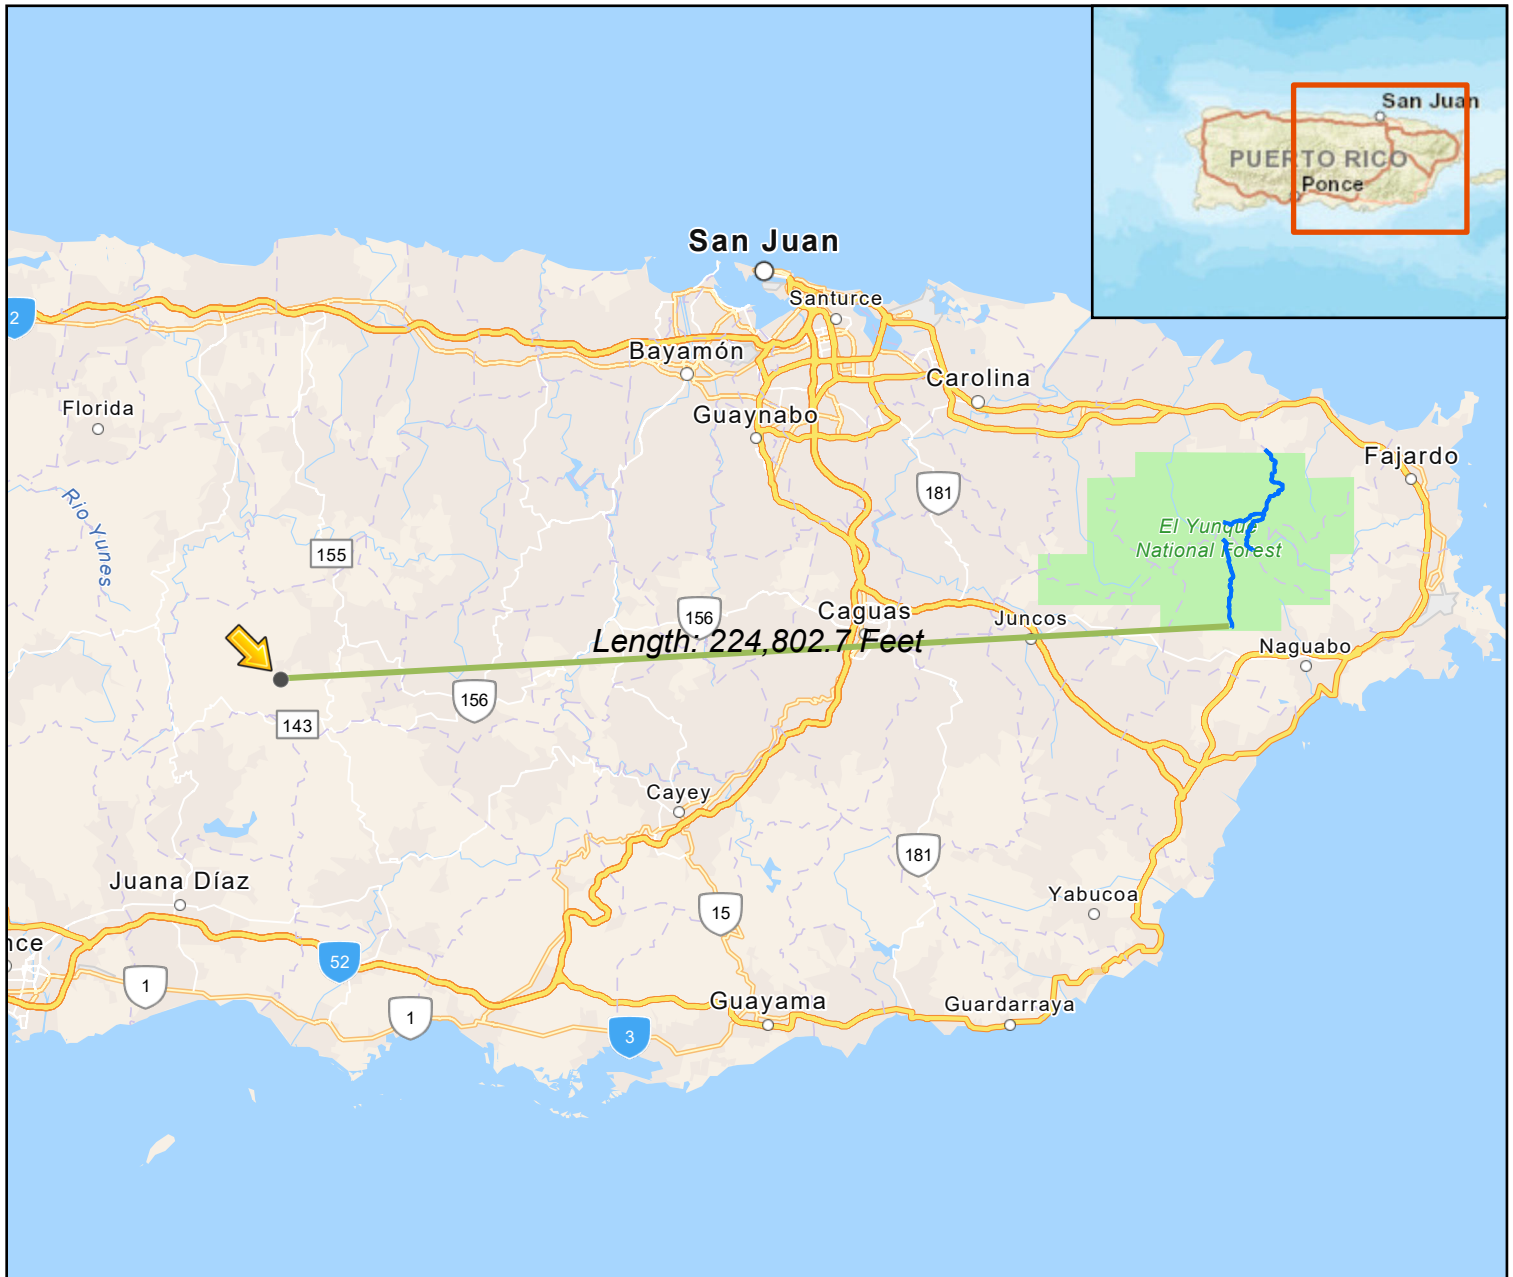 San Juan
PUERTO RICO
Ponce
San Juan
Santurce
2
Bayamón
Carolina
Florida
Guaynabo
Fajardo
181
Rio Yunes
El Yunque
National Forest
155
156
Caguas
Juncos
Length: 224,802.7 Feet
Naguabo
156
143
Cayey
181
Juana Díaz
Yabucoa
15
nce
52
1
Guayama
Guardarraya
1
3